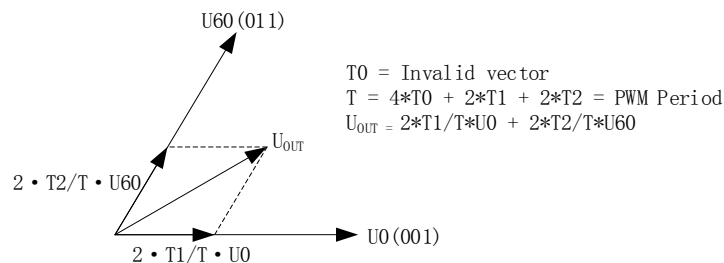 U60(011)
T0 = Invalid vector
T = 4*T0 + 2*T1 + 2*T2 = PWM Period
UOUT = 2*T1/T*U0 + 2*T2/T*U60
UOUT
2・T2/T・U60
U0(001)
2・T1/T・U0